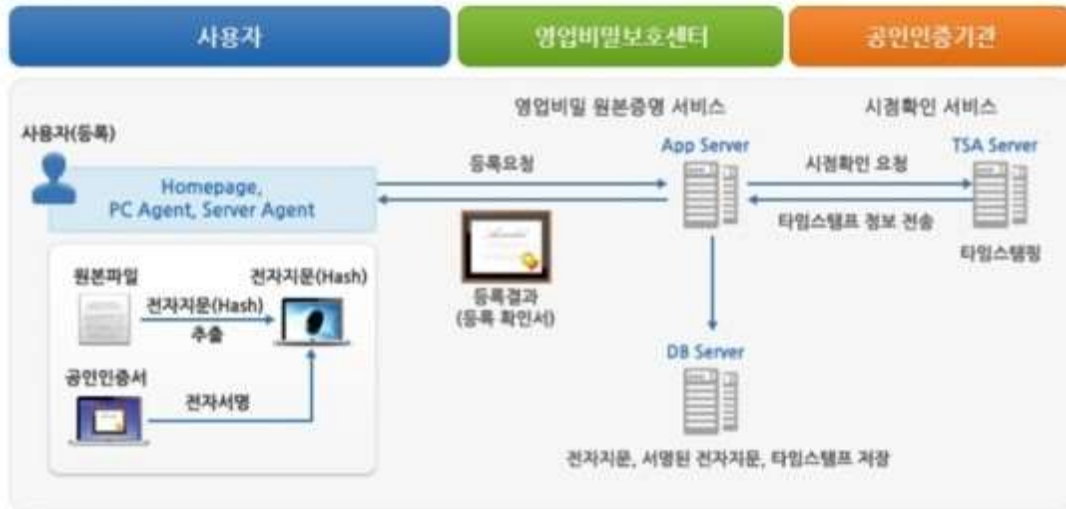 사용자
영업비밀보호센터
공인인증기관
영업비밀 원본증명 서비스
시점확인 서비스
사용자(등록)
App Server
TSA Server
등록요청
시점확인 요청
Homepage,
PC Agent, Server Agent
타임스탬프 정보 전송
타임스탬핑
원본파일
전자지문(Hash)
전자지문(Hash)
추출
등록결과
(등록 확인서)
DB Server
공인인증서
전자서명
전자지문, 서명된 전자지문, 타임스탬프 저장